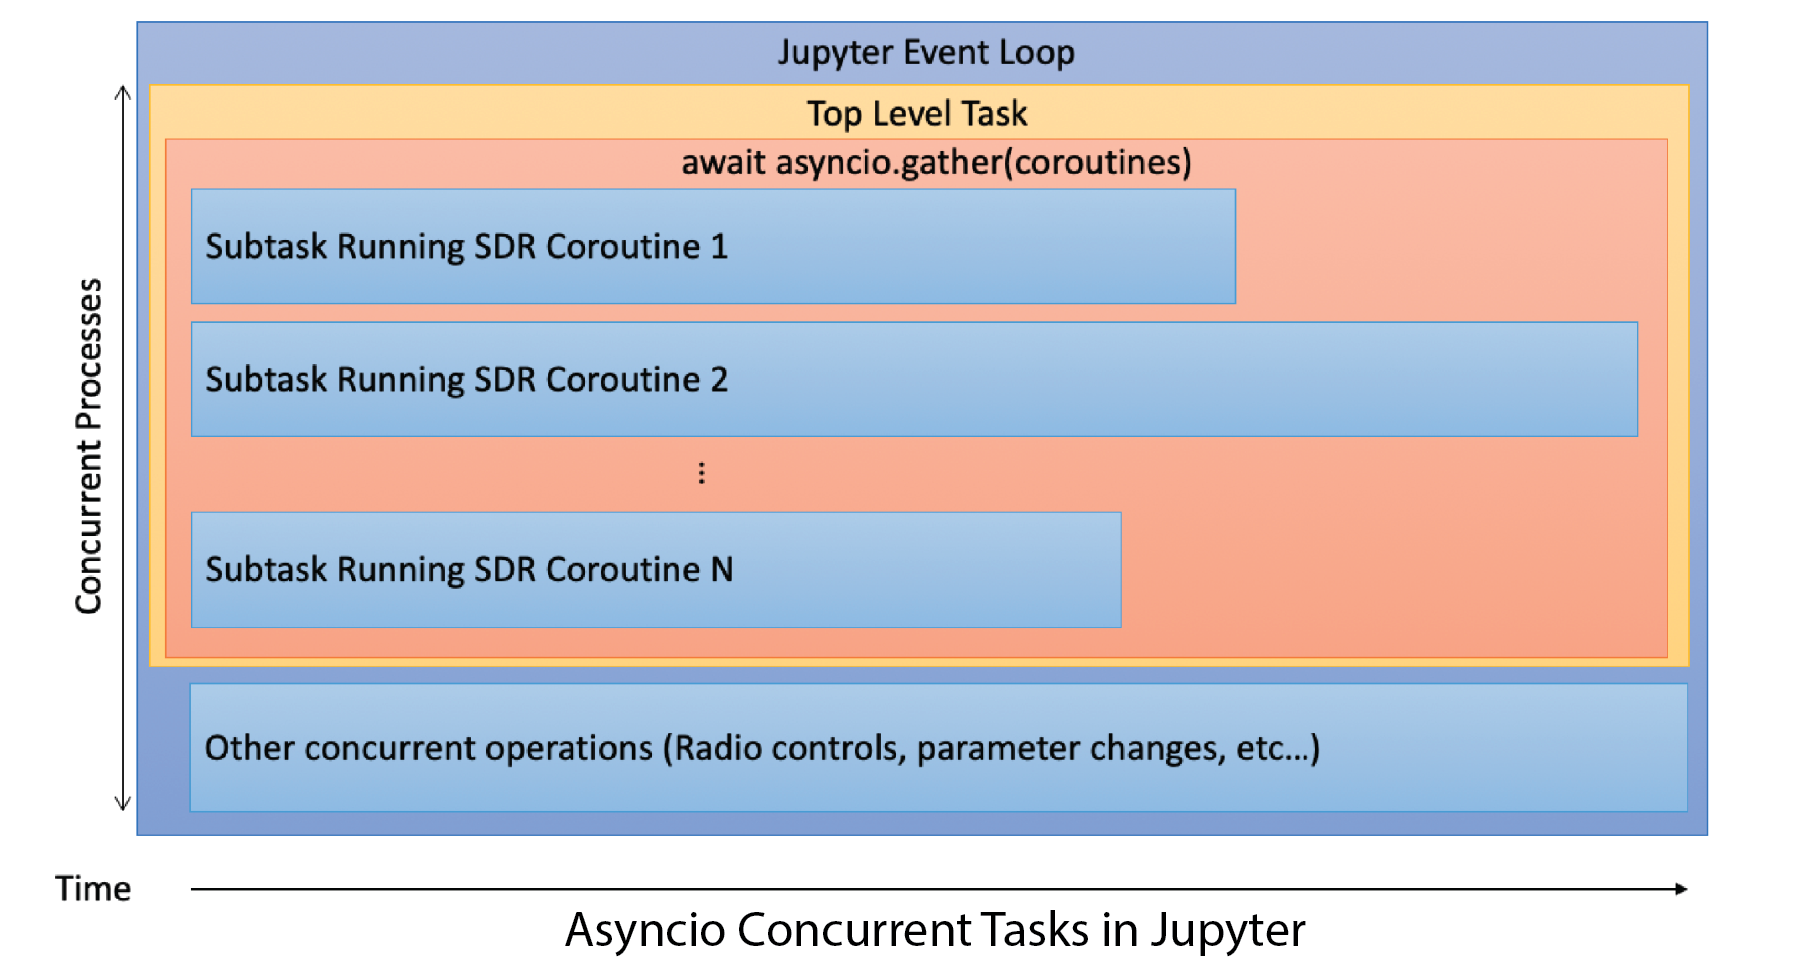 Jupyter Event Loop
Top Level Task
await asyncio.gather(coroutines)
Subtask Running SDR Coroutine 1
Subtask Running SDR Coroutine 2
⋮
Subtask Running SDR Coroutine N
Other concurrent operations (Radio controls, parameter changes, etc...)
Concurrent Processes
Time
Asyncio Concurrent Tasks in Jupyter